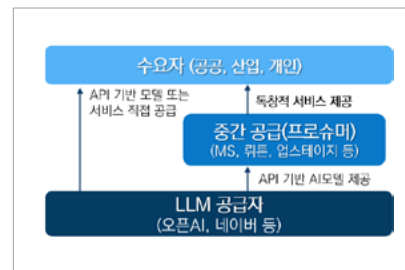 수요자 (공공, 산업, 개인)
API 기반 모델 또는
서비스 직접 공급
독창적 서비스 제공
중간 공급(프로슈머)
(MS, 뤼튼, 업스테이지 등)
API 기반 AI모델 제공
LLM 공급자
(오픈AI, 네이버 등)